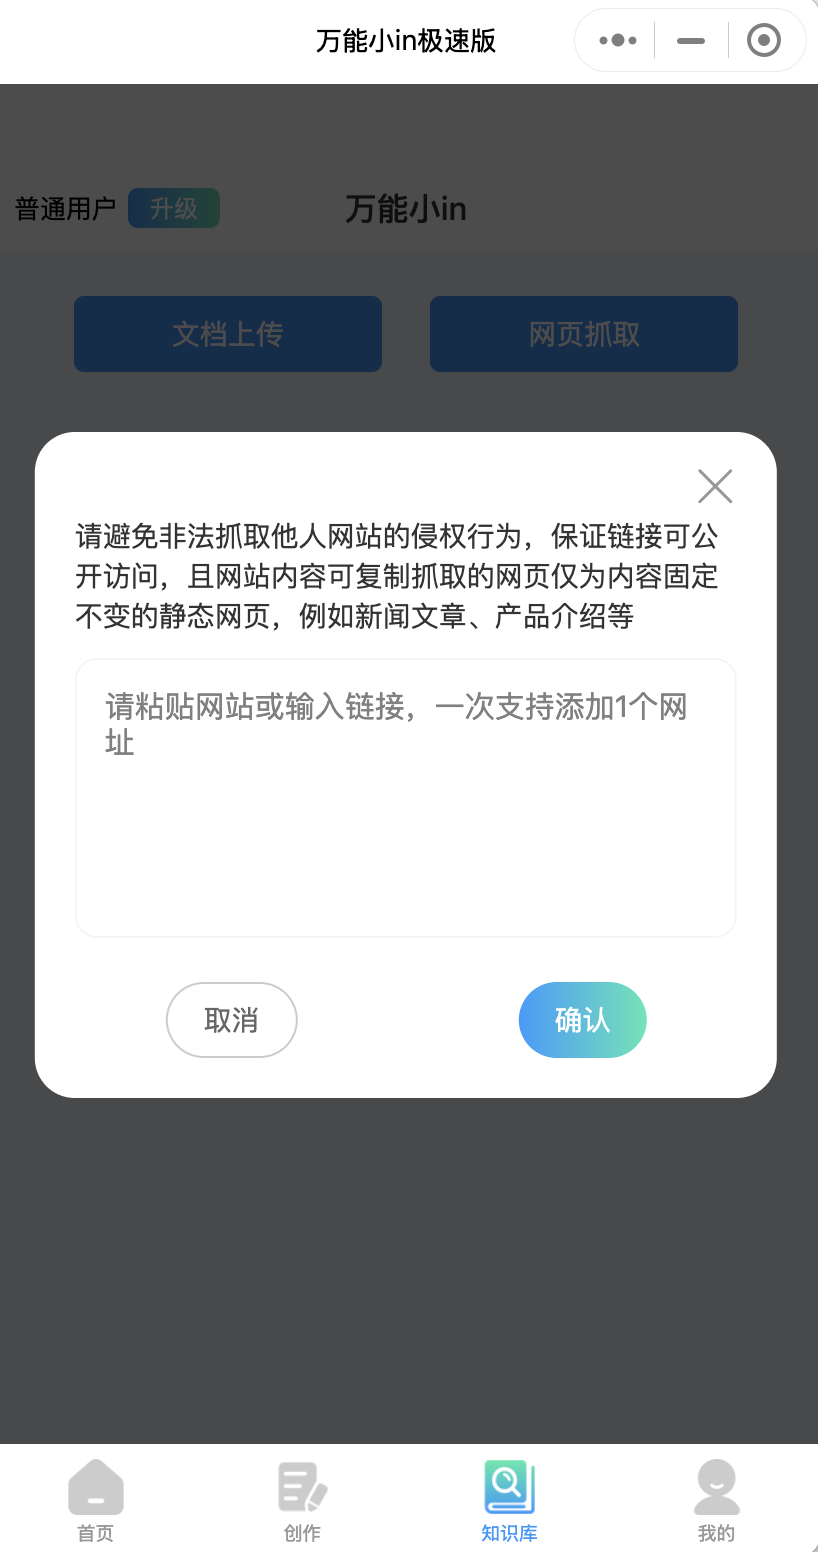 万能小in极速版
普通用户 升级 万能小in
文档上传 网页抓取
请避免非法抓取他人网站的侵权行为，保证链接可公
开访问，且网站内容可复制抓取的网页仅为内容固定
不变的静态网页，例如新闻文章、产品介绍等
请粘贴网站或输入链接，一次支持添加1个网
址
取消 确认
首页 创作 知识库 我的